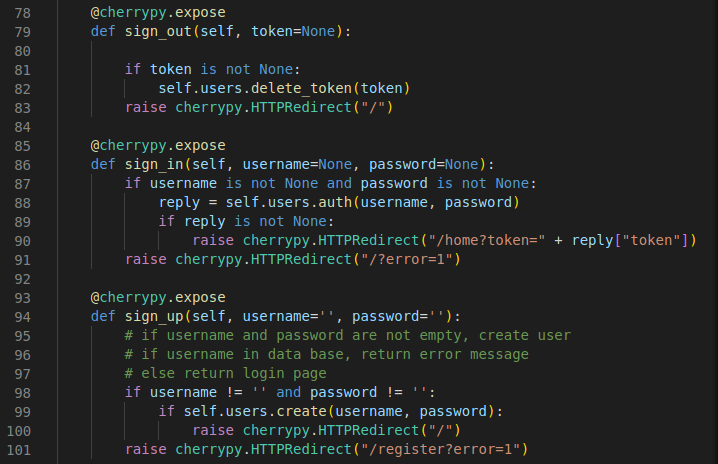 78 @cherrypy.expose
79 def sign_out(self, token=None):
80
81 if token is not None:
82 self.users.delete_token(token)
83 raise cherrypy.HTTPRedirect("/")
84
85 @cherrypy.expose
86 def sign_in(self, username=None, password=None):
87 if username is not None and password is not None:
88 reply = self.users.auth(username, password)
89 if reply is not None:
90 raise cherrypy.HTTPRedirect("/home?token=" + reply["token"])
91 raise cherrypy.HTTPRedirect("/?error=1")
92
93 @cherrypy.expose
94 def sign_up(self, username='', password=''):
95 # if username and password are not empty, create user
96 # if username in data base, return error message
97 # else return login page
98 if username != '' and password != '':
99 if self.users.create(username, password):
100 raise cherrypy.HTTPRedirect("/")
101 raise cherrypy.HTTPRedirect("/register?error=1")